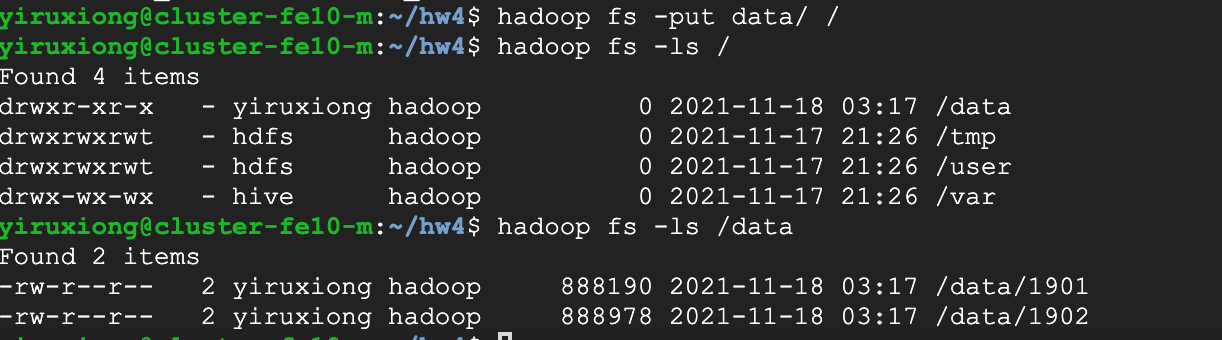 yiruxiong@cluster-fe10-m:~/hw4$ hadoop fs -put data/ /
yiruxiong@cluster-fe10-m:~/hw4$ hadoop fs -ls /
Found 4 items
drwxr-xr-x   - yiruxiong hadoop          0 2021-11-18 03:17 /data
drwxrwxrwt   - hdfs      hadoop          0 2021-11-17 21:26 /tmp
drwxrwxrwt   - hdfs      hadoop          0 2021-11-17 21:26 /user
drwx-wx-wx   - hive      hadoop          0 2021-11-17 21:26 /var
yiruxiong@cluster-fe10-m:~/hw4$ hadoop fs -ls /data
Found 2 items
-rw-r--r--   2 yiruxiong hadoop     888190 2021-11-18 03:17 /data/1901
-rw-r--r--   2 yiruxiong hadoop     888978 2021-11-18 03:17 /data/1902